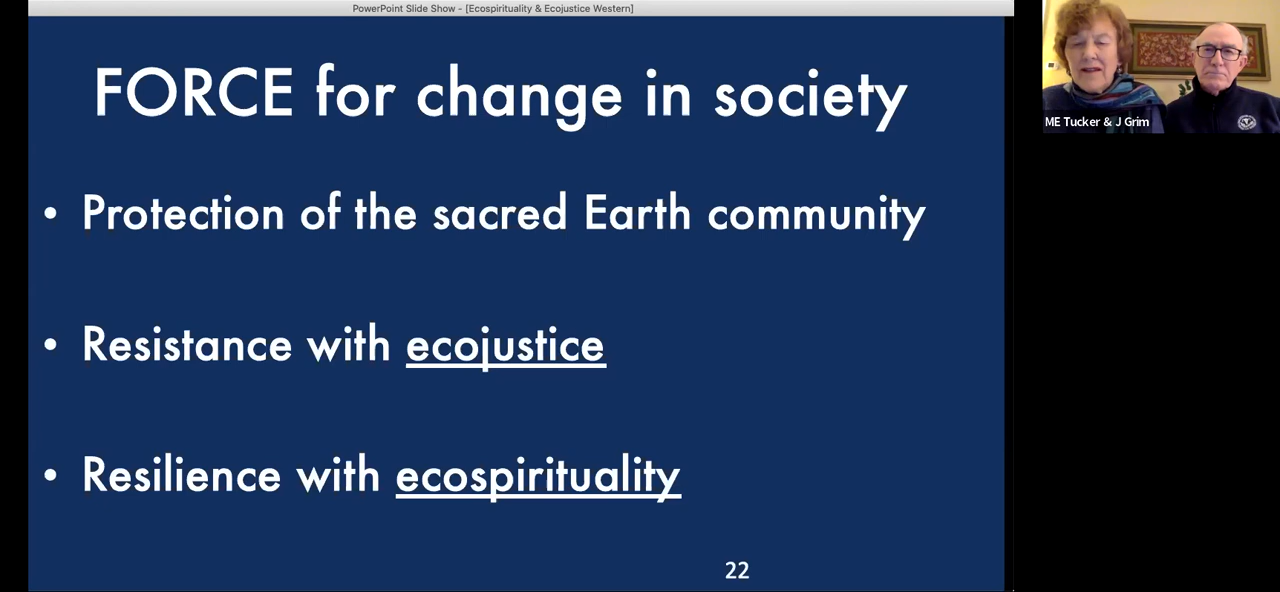 PowerPoint Slide Show - [Ecospirituality & Ecojustice Western]
FORCE for change in society
• Protection of the sacred Earth community
• Resistance with ecojustice
• Resilience with ecospirituality
22
ME Tucker & J Grim